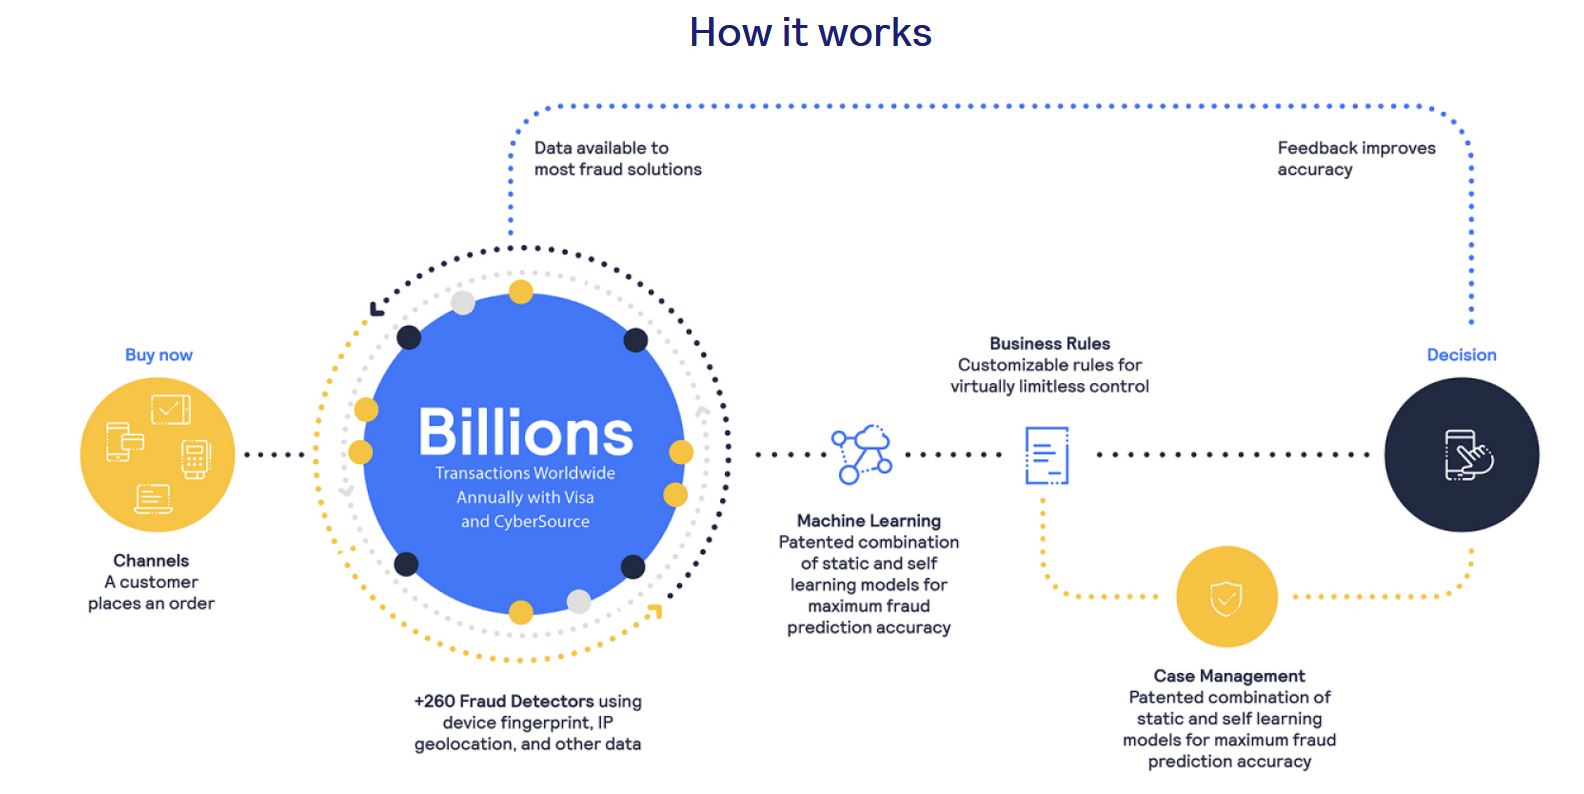 How it works
Data available to
most fraud solutions
Feedback improves
accuracy
Buy now
Channels
A customer
places an order
Billions
Transactions Worldwide
Annually with Visa
and CyberSource
+260 Fraud Detectors using
device fingerprint, IP
geolocation, and other data
Machine Learning
Patented combination
of static and self
learning models for
maximum fraud
prediction accuracy
Business Rules
Customizable rules for
virtually limitless control
Case Management
Patented combination of
static and self learning
models for maximum fraud
prediction accuracy
Decision